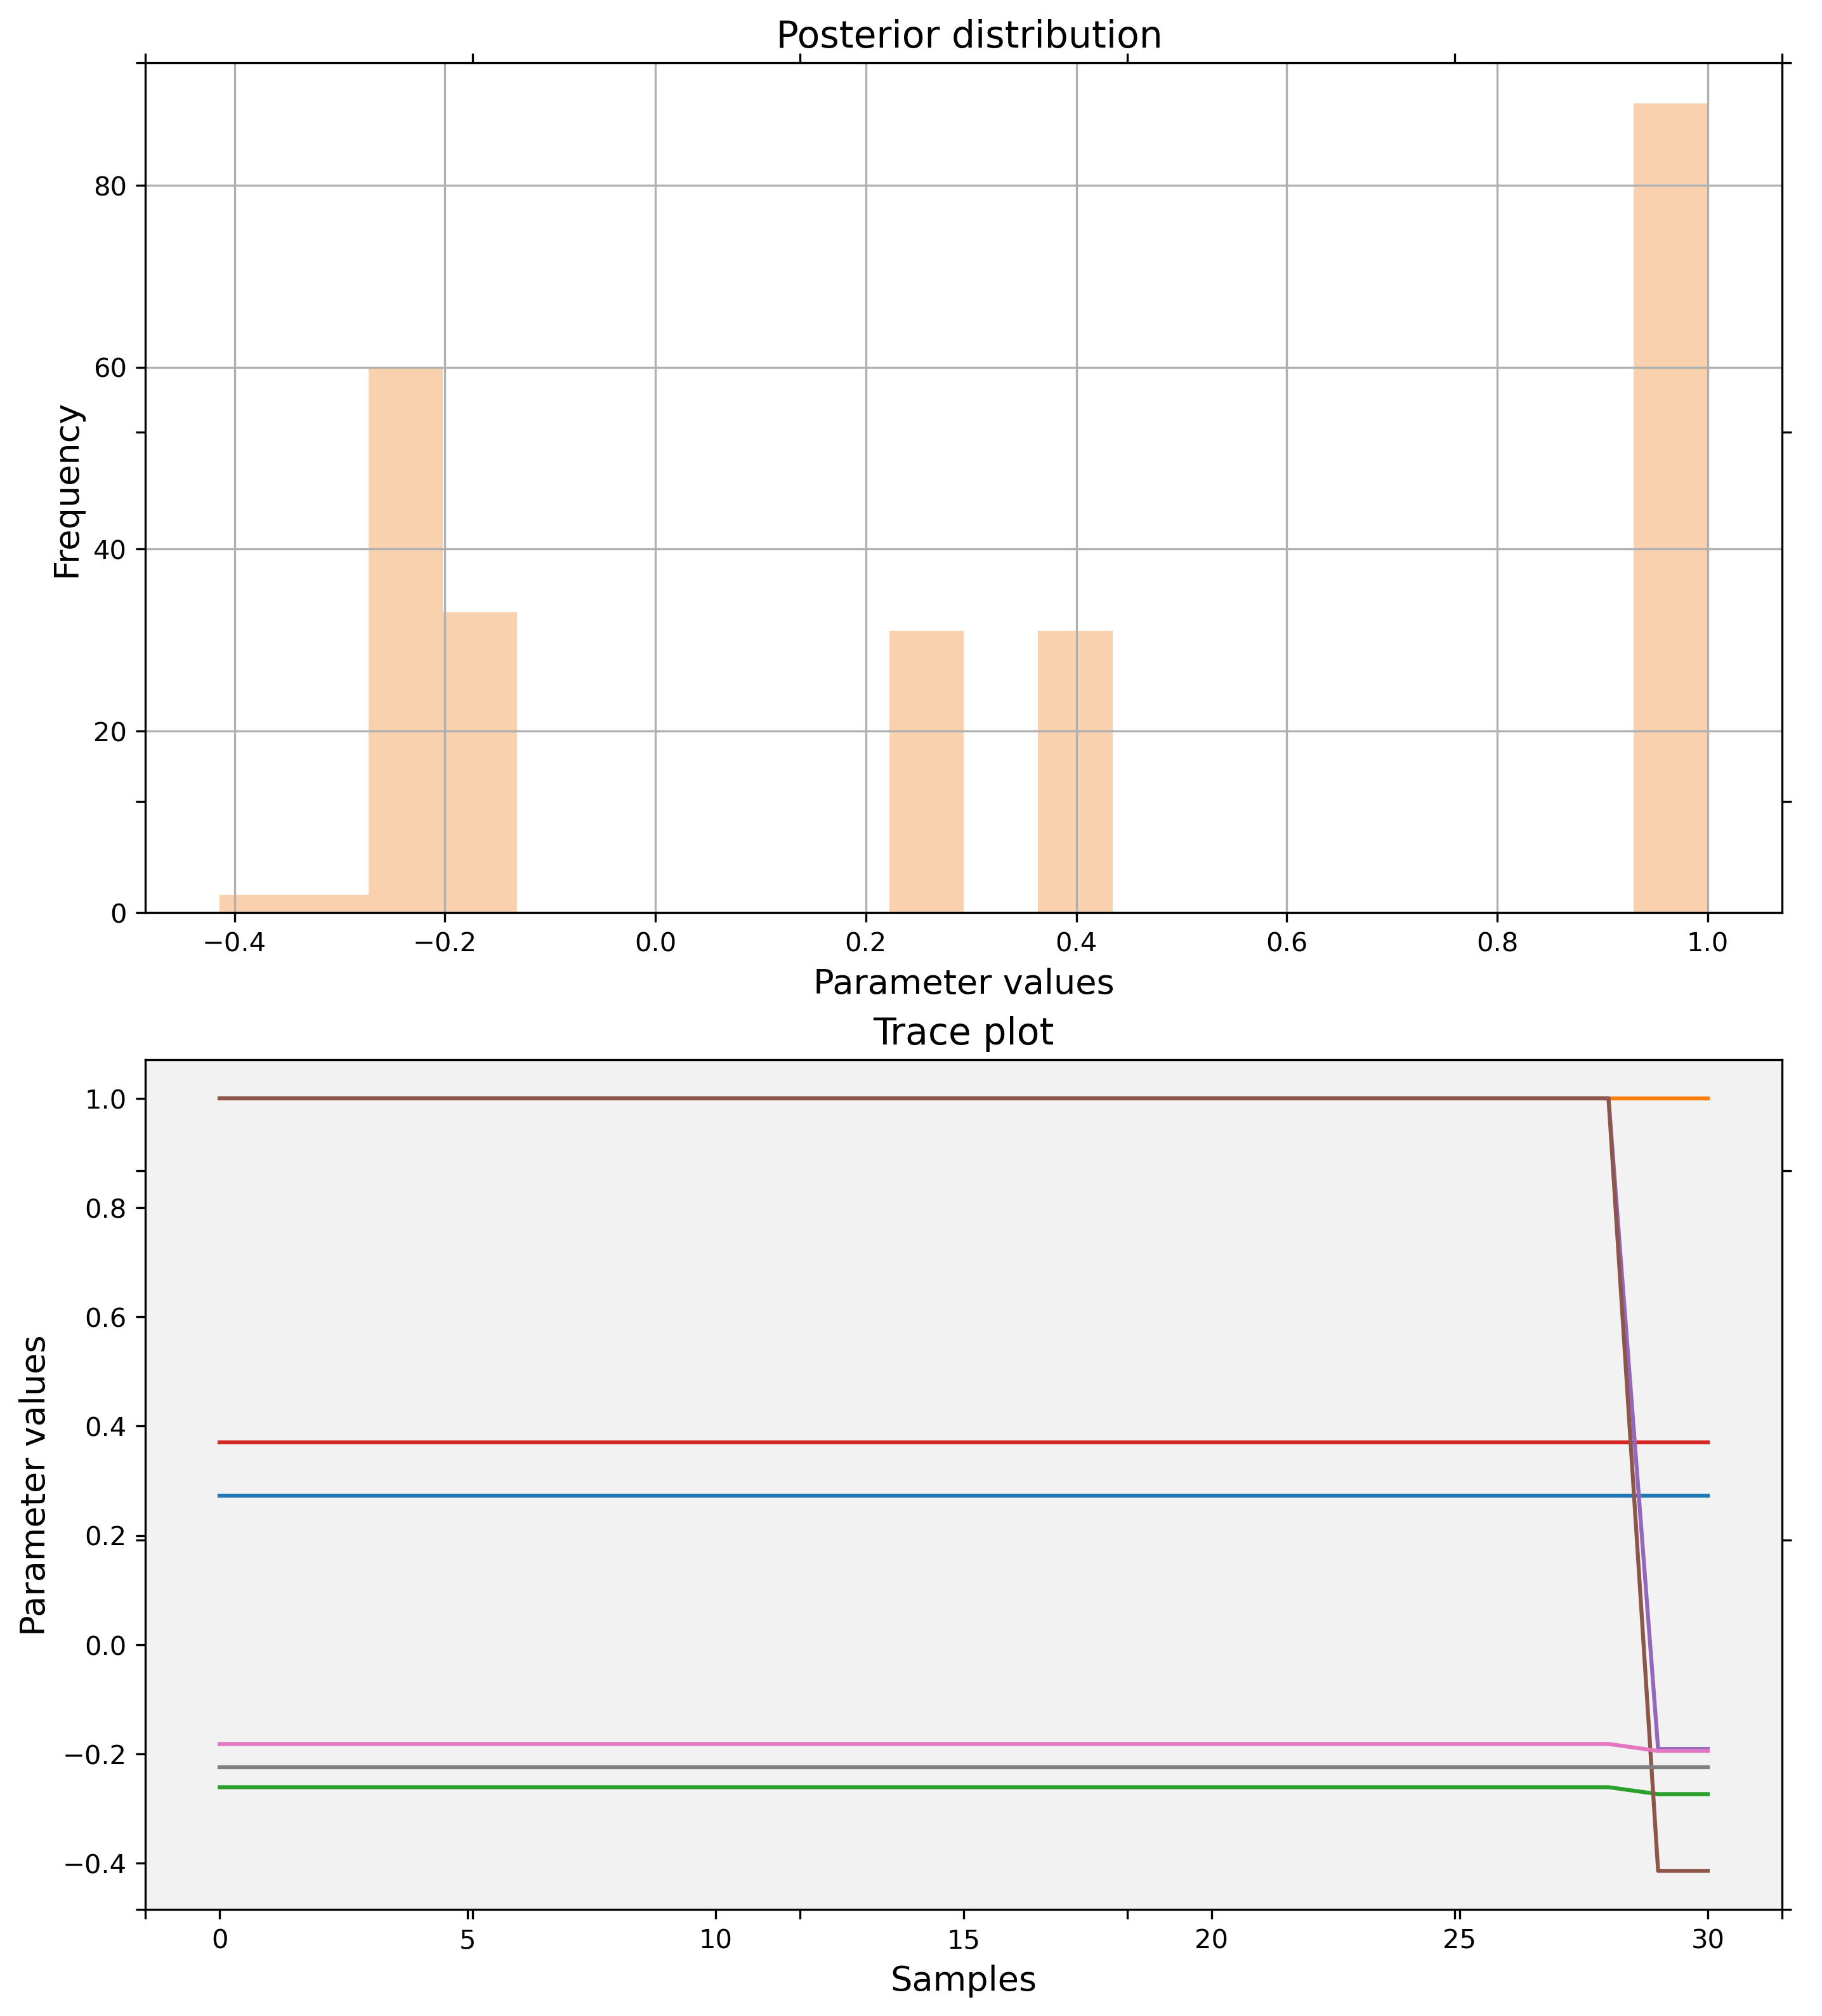 Posterior distribution
Frequency
80
60
40
20
0
−0.4 −0.2 0.0 0.2 0.4 0.6 0.8 1.0
Parameter values
Trace plot
Parameter values
1.0
0.8
0.6
0.4
0.2
0.0
−0.2
−0.4
0 5 10 15 20 25 30
Samples